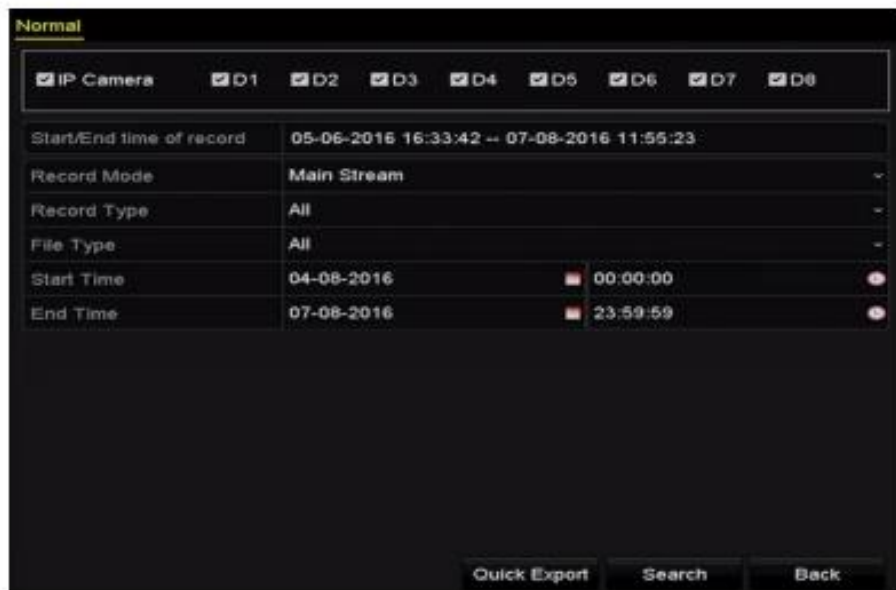 Normal
IP Camera D1 D2 D3 D4 D5 D6 D7 D8
Start/End time of record 05-06-2016 16:33:42 -- 07-08-2016 11:55:23
Record Mode Main Stream
Record Type All
File Type All
Start Time 04-08-2016 00:00:00
End Time 07-08-2016 23:59:59
Quick Export Search Back